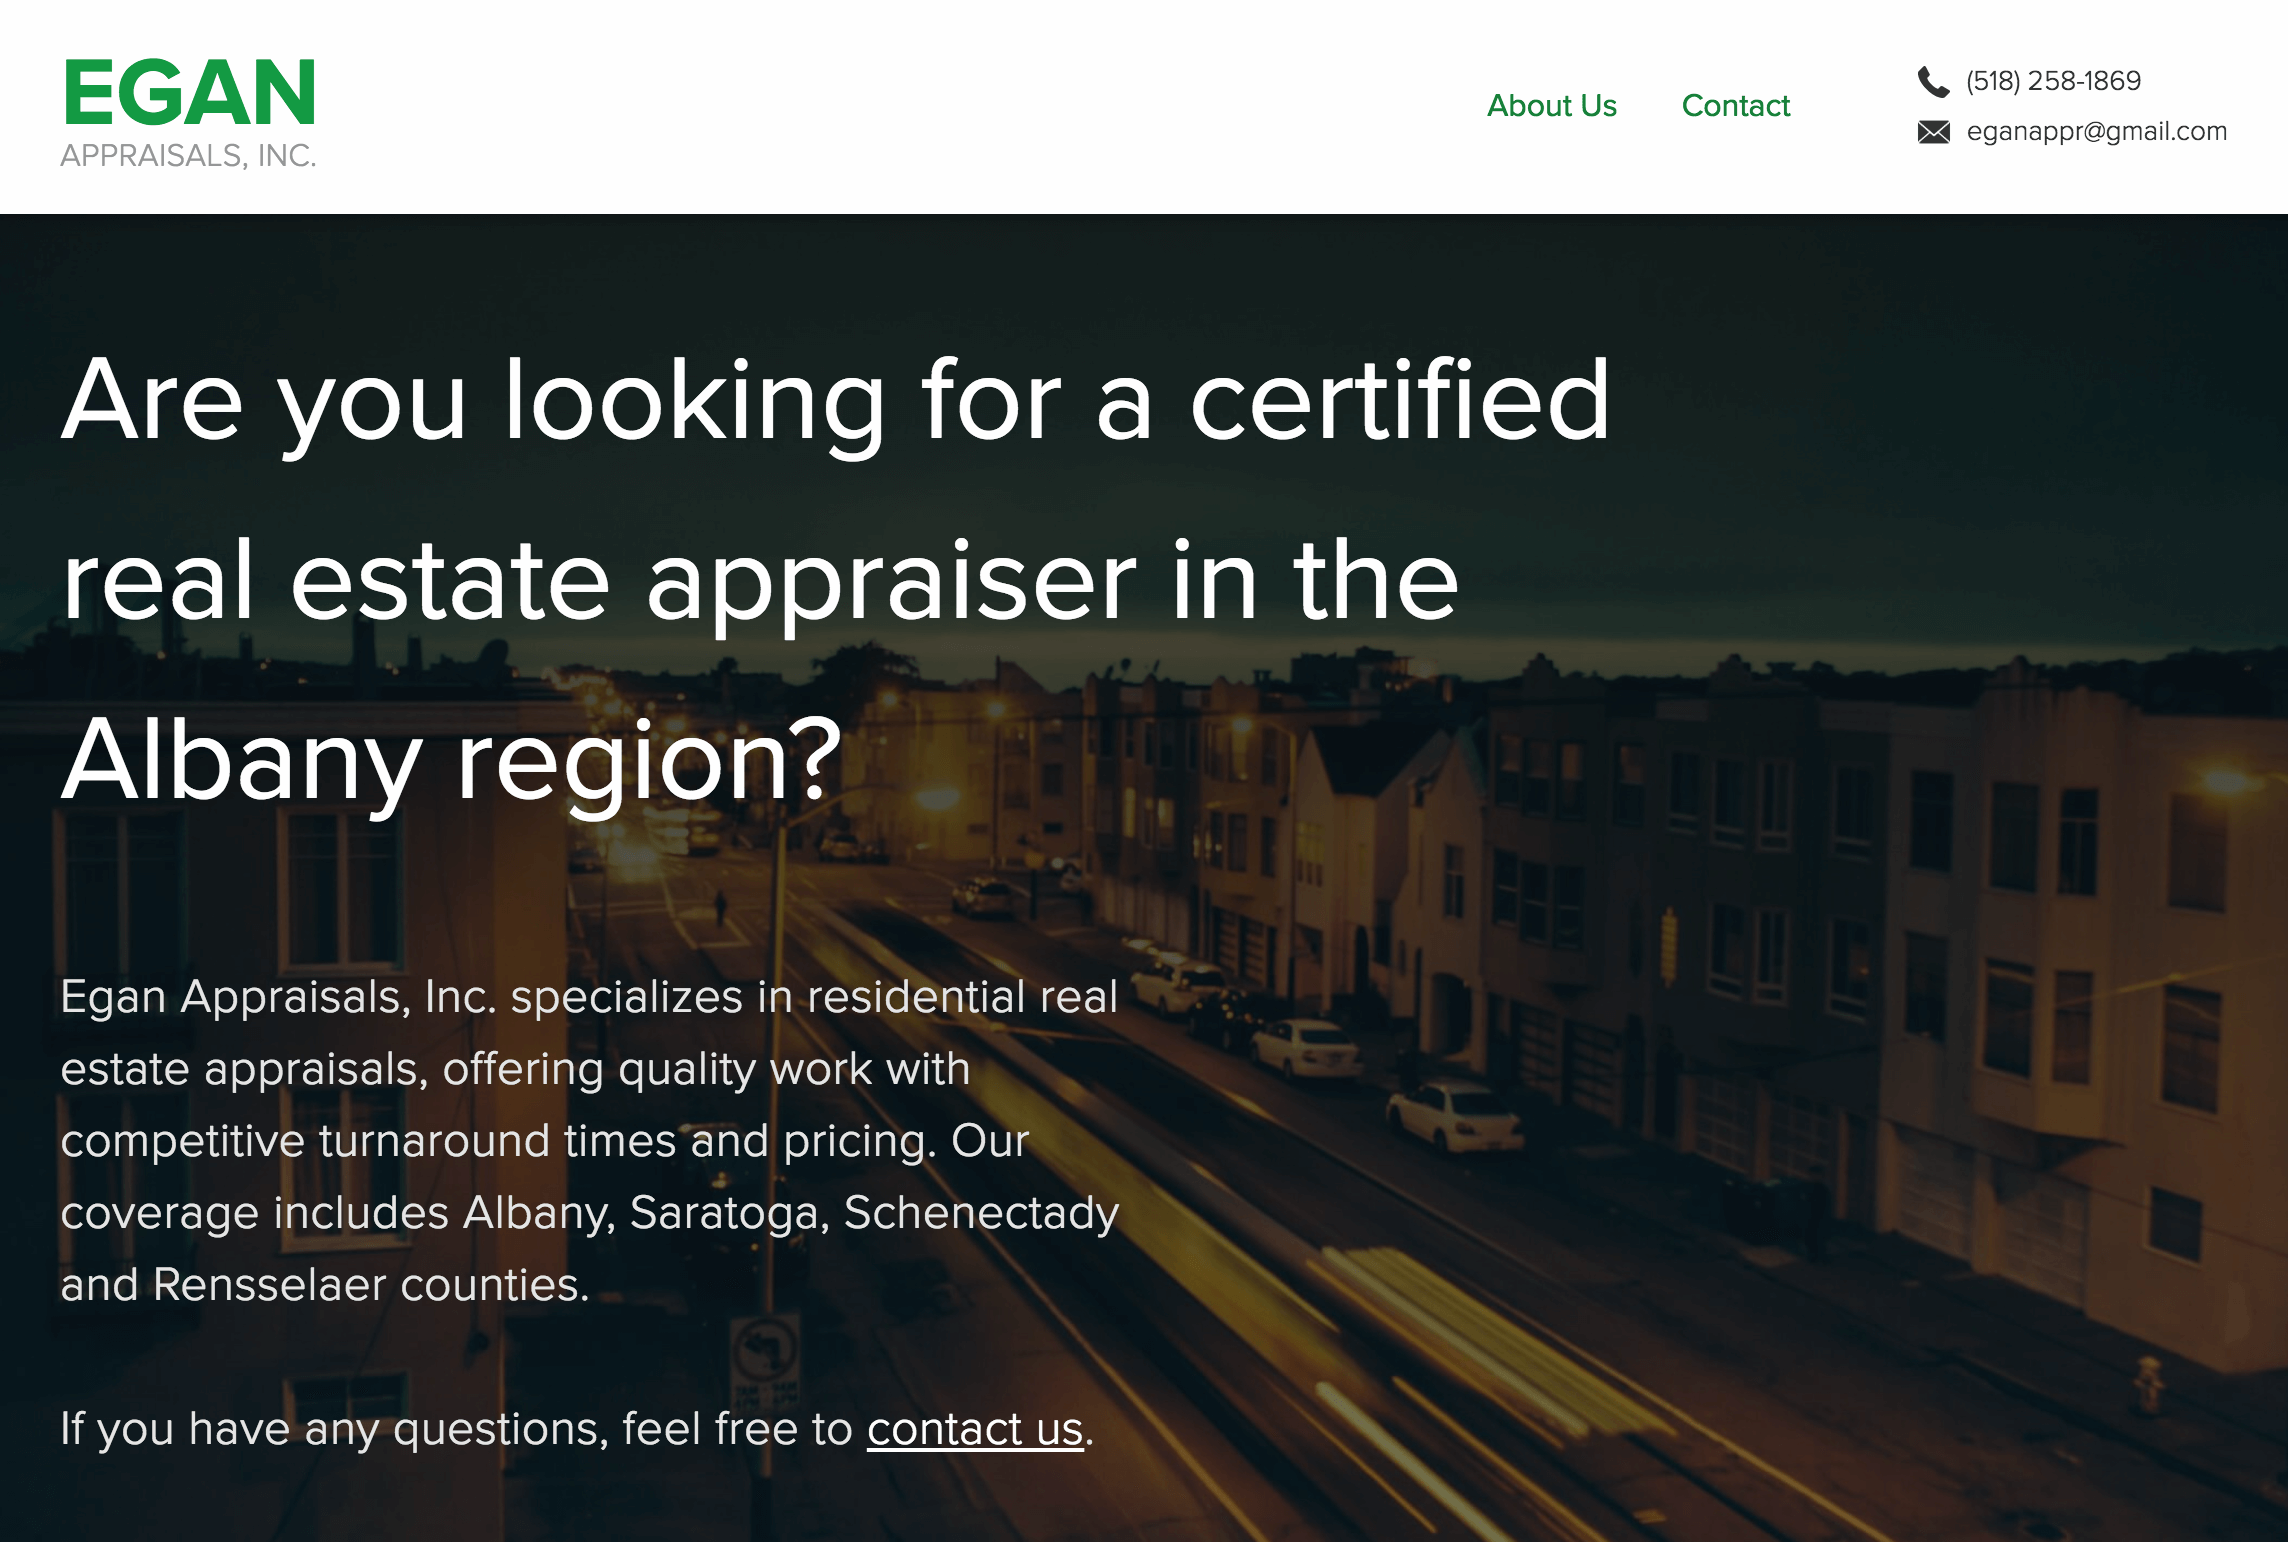 EGAN
APPRAISALS, INC.
About Us
Contact
(518) 258-1869
eganappr@gmail.com
Are you looking for a certified
real estate appraiser in the
Albany region?
Egan Appraisals, Inc. specializes in residential real
estate appraisals, offering quality work with
competitive turnaround times and pricing. Our
coverage includes Albany, Saratoga, Schenectady
and Rensselaer counties.
If you have any questions, feel free to contact us.